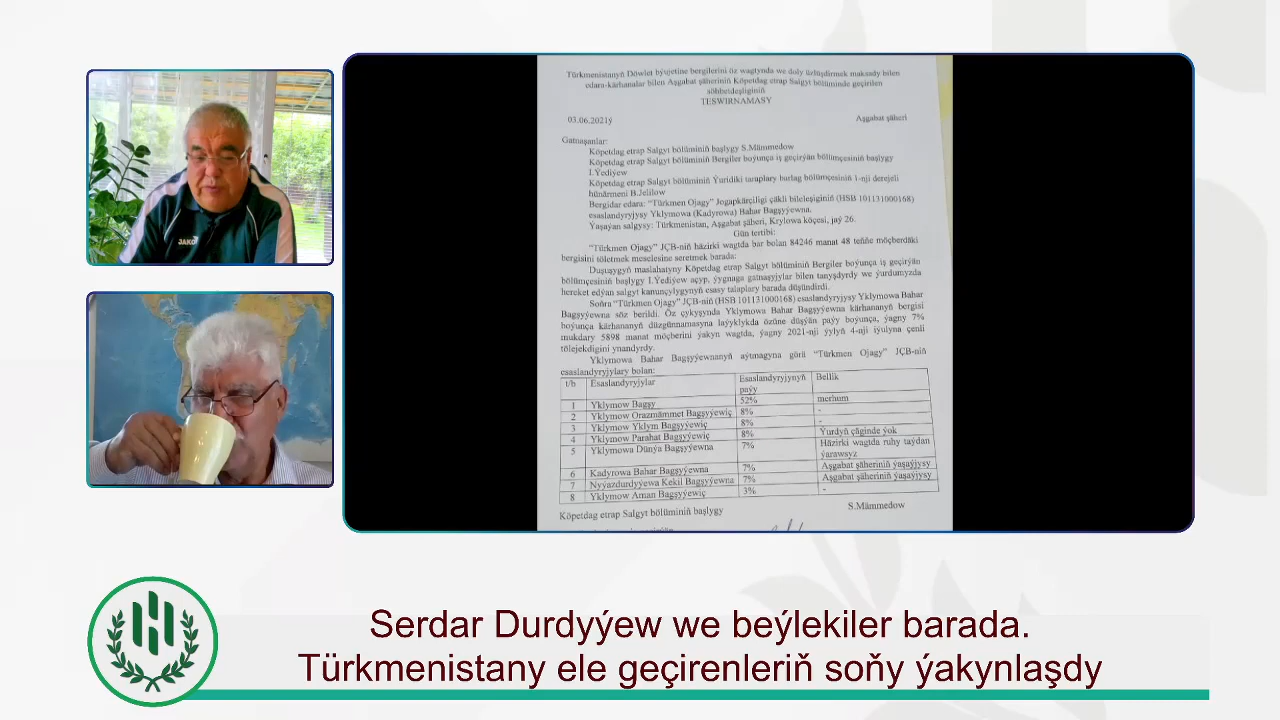 Türkmenistanyň Döwlet býujetine bergilerini öz wagtynda we doly üzlüşdirmek maksady bilen
edara-kärhanalar bilen Aşgabat şäheriniň Köpetdag etrap Salgyt bölüminde geçirilen
söhbetdeşliginiň
TESWIRNAMASY
03.06.2021ý
Aşgabat şäheri
Gatnaşanlar:
Köpetdag etrap Salgyt bölüminiň başlygy S.Mämmedow
Köpetdag etrap Salgyt bölüminiň Bergiler boýunça iş geçirýän bölümçesiniň başlygy
I.Ýediýew
Köpetdag etrap Salgyt bölüminiň Ýuridiki taraplary barlag bölümçesiniň 1-nji derejeli
hünärmeni B.Jelilow
Bergidar edara: “Türkmen Ojagy” Jogapkärçiligi çäkli bileleşiginiň (HSB 101131000168)
esaslandyryjysy Yklymowa (Kadyrowa) Bahar Bagşyýewna.
Ýaşaýan salgysy: Türkmenistan, Aşgabat şäheri, Krylowa köçesi, jaý 26.
Gün tertibi:
“Türkmen Ojagy” JÇB-niň häzirki wagtda bar bolan 84246 manat 48 teňňe möçberdäki
bergisini töletmek meselesine seretmek barada:
Duşuşygyň maslahatyny Köpetdag etrap Salgyt bölüminiň Bergiler boýunça iş geçirýän
bölümçesiniň başlygy I.Ýediýew açyp, ýygnaga gatnaşyjylar bilen tanyşdyrdy we ýurdumyzda
hereket edýän salgyt kanunçylygynyň esasy talaplary barada düşündirdi.
Soňra “Türkmen Ojagy” JÇB-niň (HSB 101131000168) esaslandyryjysy Yklymowa Bahar
Bagşyýewna söz berildi. Öz çykyşynda Yklymowa Bahar Bagşyýewna kärhananyň bergisi
boýunça kärhananyň düzgünnamasyna laýyklykda özüne düşýän paýy boýunça, ýagny 7%
mukdary 5898 manat möçberini ýakyn wagtda, ýagny 2021-nji ýylyň 4-nji iýulyna çenli
tölejekdigini ynandyrdy.
Yklymowa Bahar Bagşyýewnanyň aýtmagyna görä “Türkmen Ojagy” JÇB-niň
esaslandyryjylary bolan:
t/b Esaslandyryjylar Esaslandyryjynyň paýy Bellik
1 Yklymow Bagşy 52% merhum
2 Yklymow Orazmämmet Bagşyýewiç 8% -
3 Yklymow Yklym Bagşyýewiç 8% -
4 Yklymow Parahat Bagşyýewiç 8% Ýurdyň çäginde ýok
5 Yklymowa Dünýa Bagşyýewna 7% Häzirki wagtda ruhy taýdan ýarawsyz
6 Kadyrowa Bahar Bagşyýewna 7% Aşgabat şäheriniň ýaşaýjysy
7 Nyýazdurdyýewa Kekil Bagşyýewna 7% Aşgabat şäheriniň ýaşaýjysy
8 Yklymow Aman Bagşyýewiç 3% -
Köpetdag etrap Salgyt bölüminiň başlygy
S.Mämmedow
JAKO
Serdar Durdyýew we beýlekiler barada.
Türkmenistany ele geçirenleriň soňy ýakynlaşdy